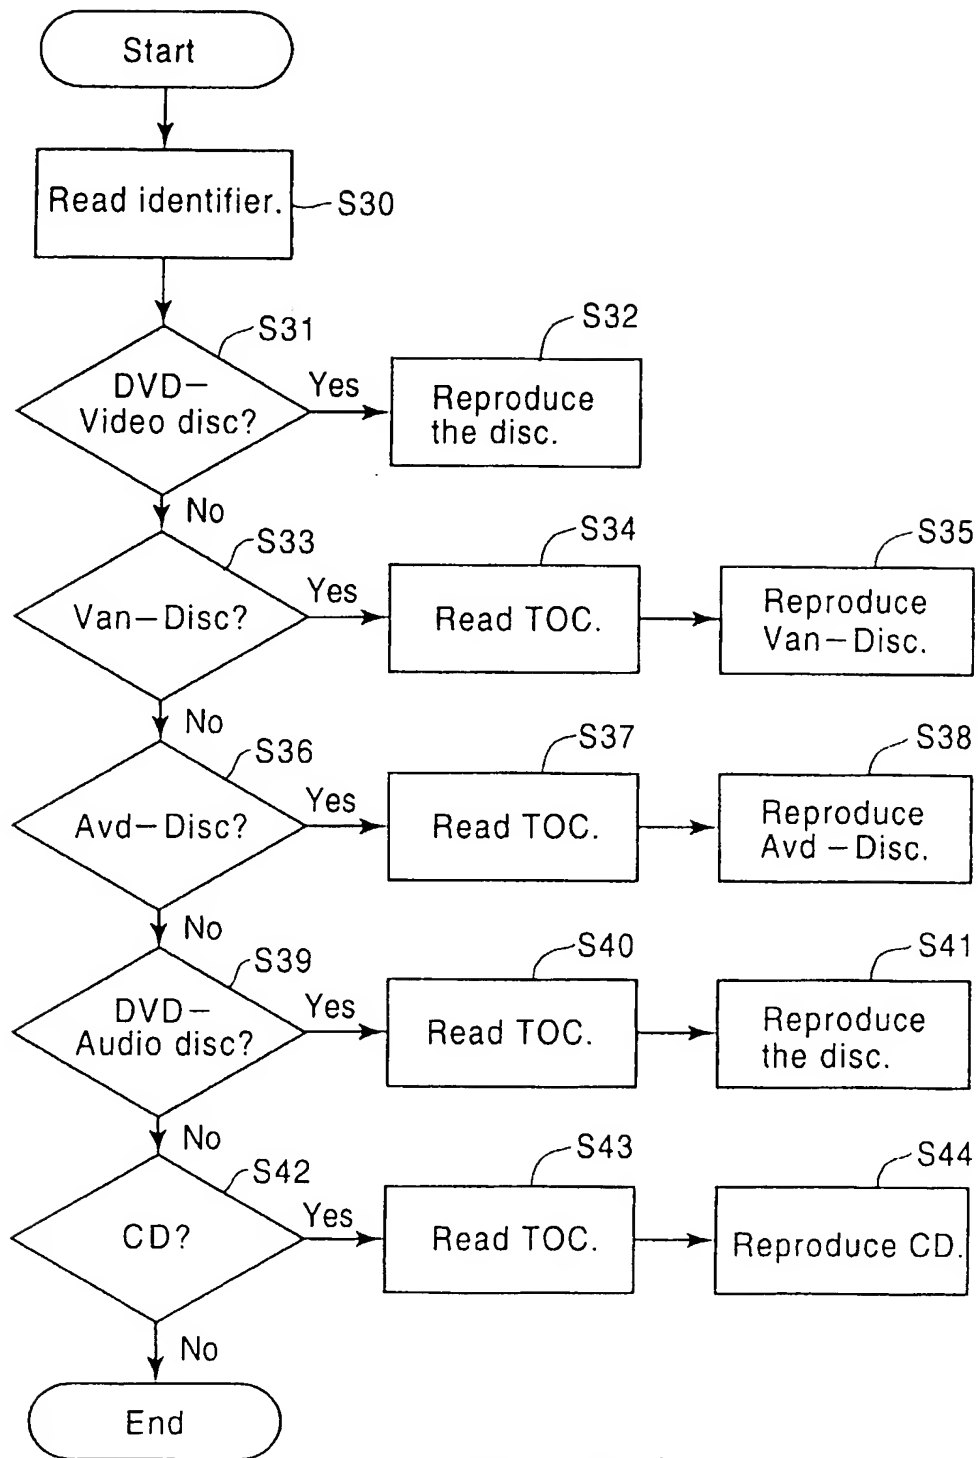 Start
Read identifier.
S30
S31
DVD—
Video disc?
Yes
S32
Reproduce
the disc.
No
S33
Van—Disc?
Yes
S34
Read TOC.
S35
Reproduce
Van—Disc.
No
S36
Avd—Disc?
Yes
S37
Read TOC.
S38
Reproduce
Avd—Disc.
No
S39
DVD—
Audio disc?
Yes
S40
Read TOC.
S41
Reproduce
the disc.
No
S42
CD?
Yes
S43
Read TOC.
S44
Reproduce CD.
No
End